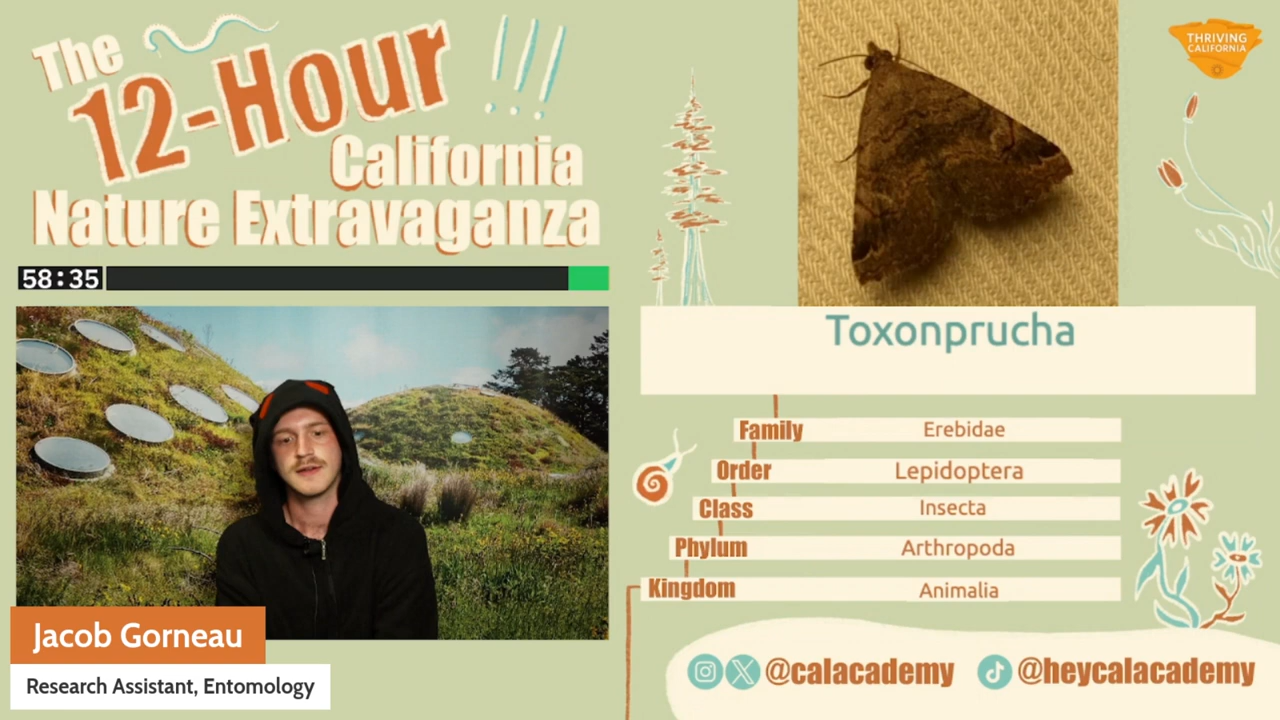 The
12-Hour!!!
California
Nature Extravaganza
58:35
Jacob Gorneau
Research Assistant, Entomology
THRIVING
CALIFORNIA
Toxonprucha
Family Erebidae
Order Lepidoptera
Class Insecta
Phylum Arthropoda
Kingdom Animalia
@calacademy @heycalacademy